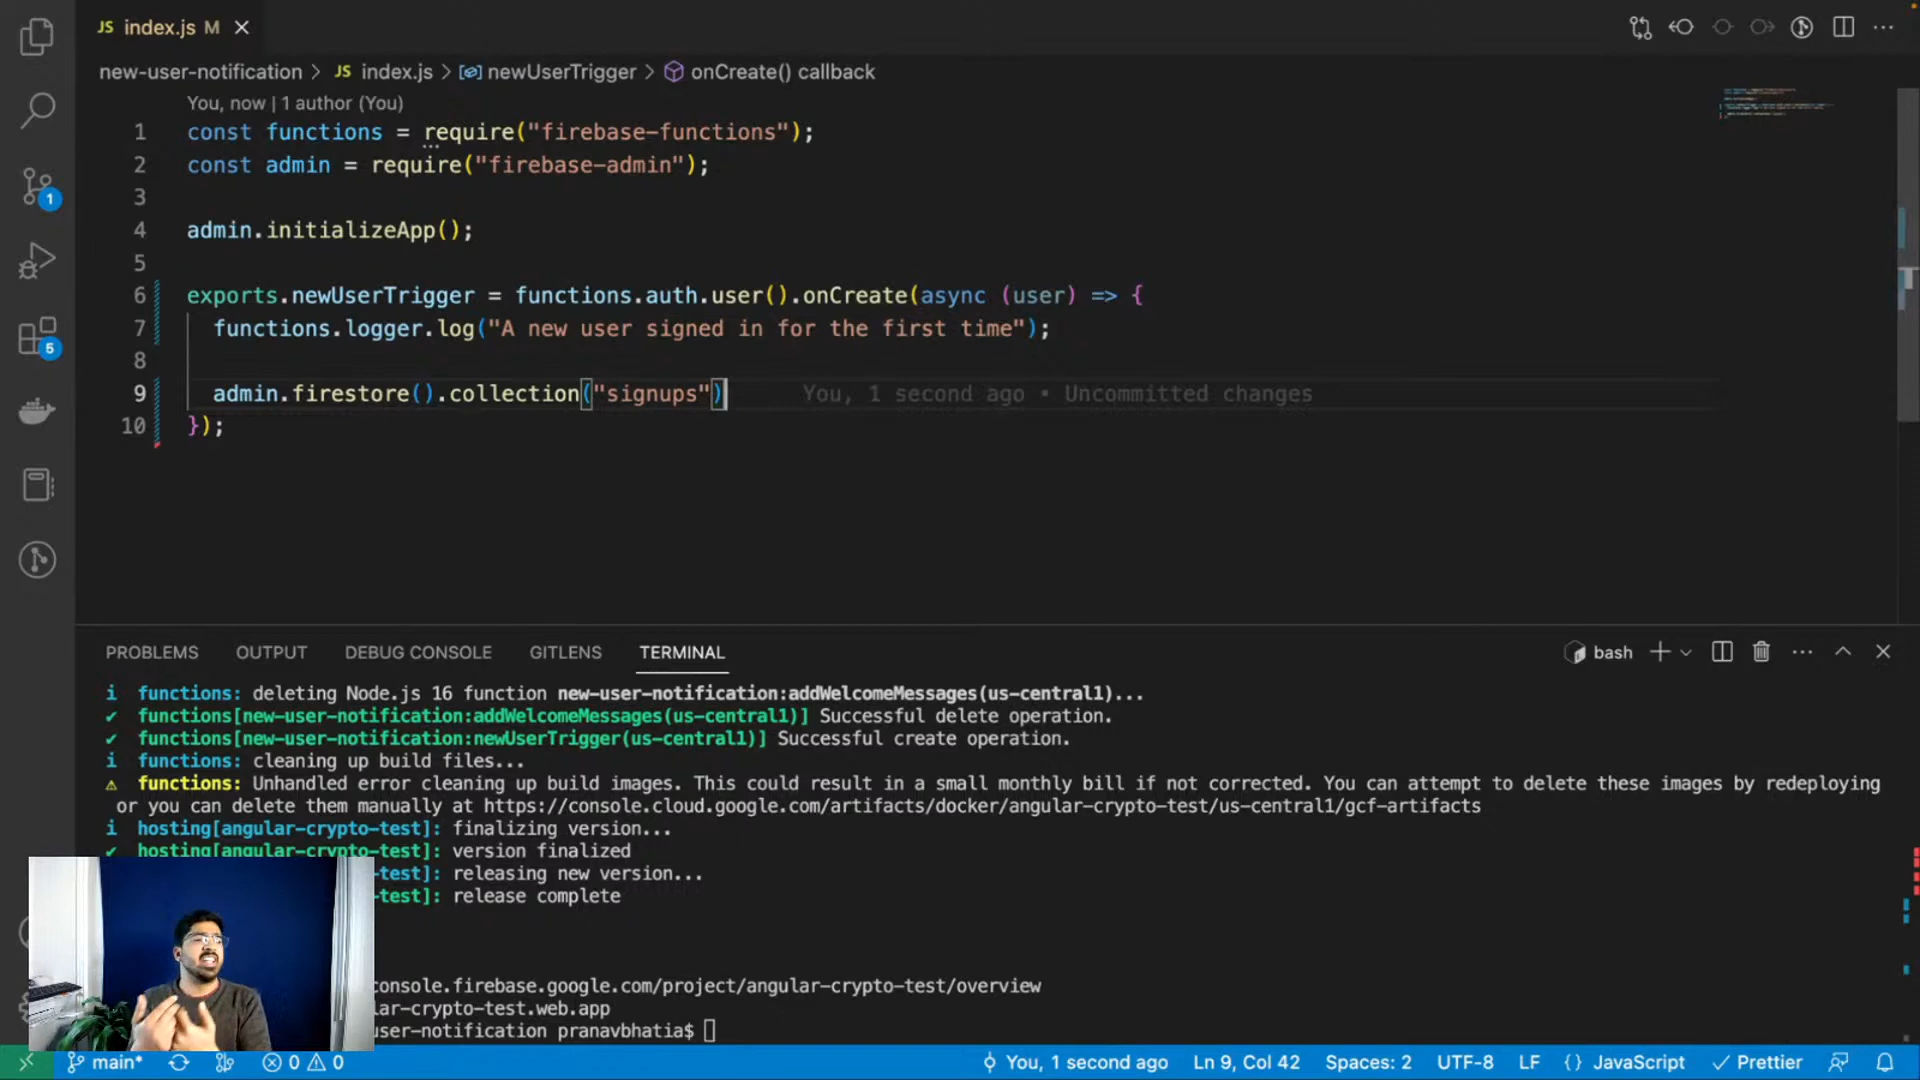 JS index.js M
new-user-notification > JS index.js > newUserTrigger > onCreate() callback
You, now | 1 author (You)
1 const functions = require("firebase-functions");
2 const admin = require("firebase-admin");
3
4 admin.initializeApp();
5
6 exports.newUserTrigger = functions.auth.user().onCreate(async (user) => {
7 functions.logger.log("A new user signed in for the first time");
8
9 admin.firestore().collection("signups") You, 1 second ago • Uncommitted changes
10 });
1
5
PROBLEMS OUTPUT DEBUG CONSOLE GITLENS TERMINAL bash
i functions: deleting Node.js 16 function new-user-notification:addWelcomeMessages(us-central1)...
✔ functions[new-user-notification:addWelcomeMessages(us-central1)] Successful delete operation.
✔ functions[new-user-notification:newUserTrigger(us-central1)] Successful create operation.
i functions: cleaning up build files...
⚠ functions: Unhandled error cleaning up build images. This could result in a small monthly bill if not corrected. You can attempt to delete these images by redeploying
or you can delete them manually at https://console.cloud.google.com/artifacts/docker/angular-crypto-test/us-central1/gcf-artifacts
i hosting[angular-crypto-test]: finalizing version...
✔ hosting[angular-crypto-test]: version finalized
-test]: releasing new version...
-test]: release complete
console.firebase.google.com/project/angular-crypto-test/overview
lar-crypto-test.web.app
user-notification pranavbhatia$
main* 0 0 You, 1 second ago Ln 9, Col 42 Spaces: 2 UTF-8 LF {} JavaScript ✓ Prettier